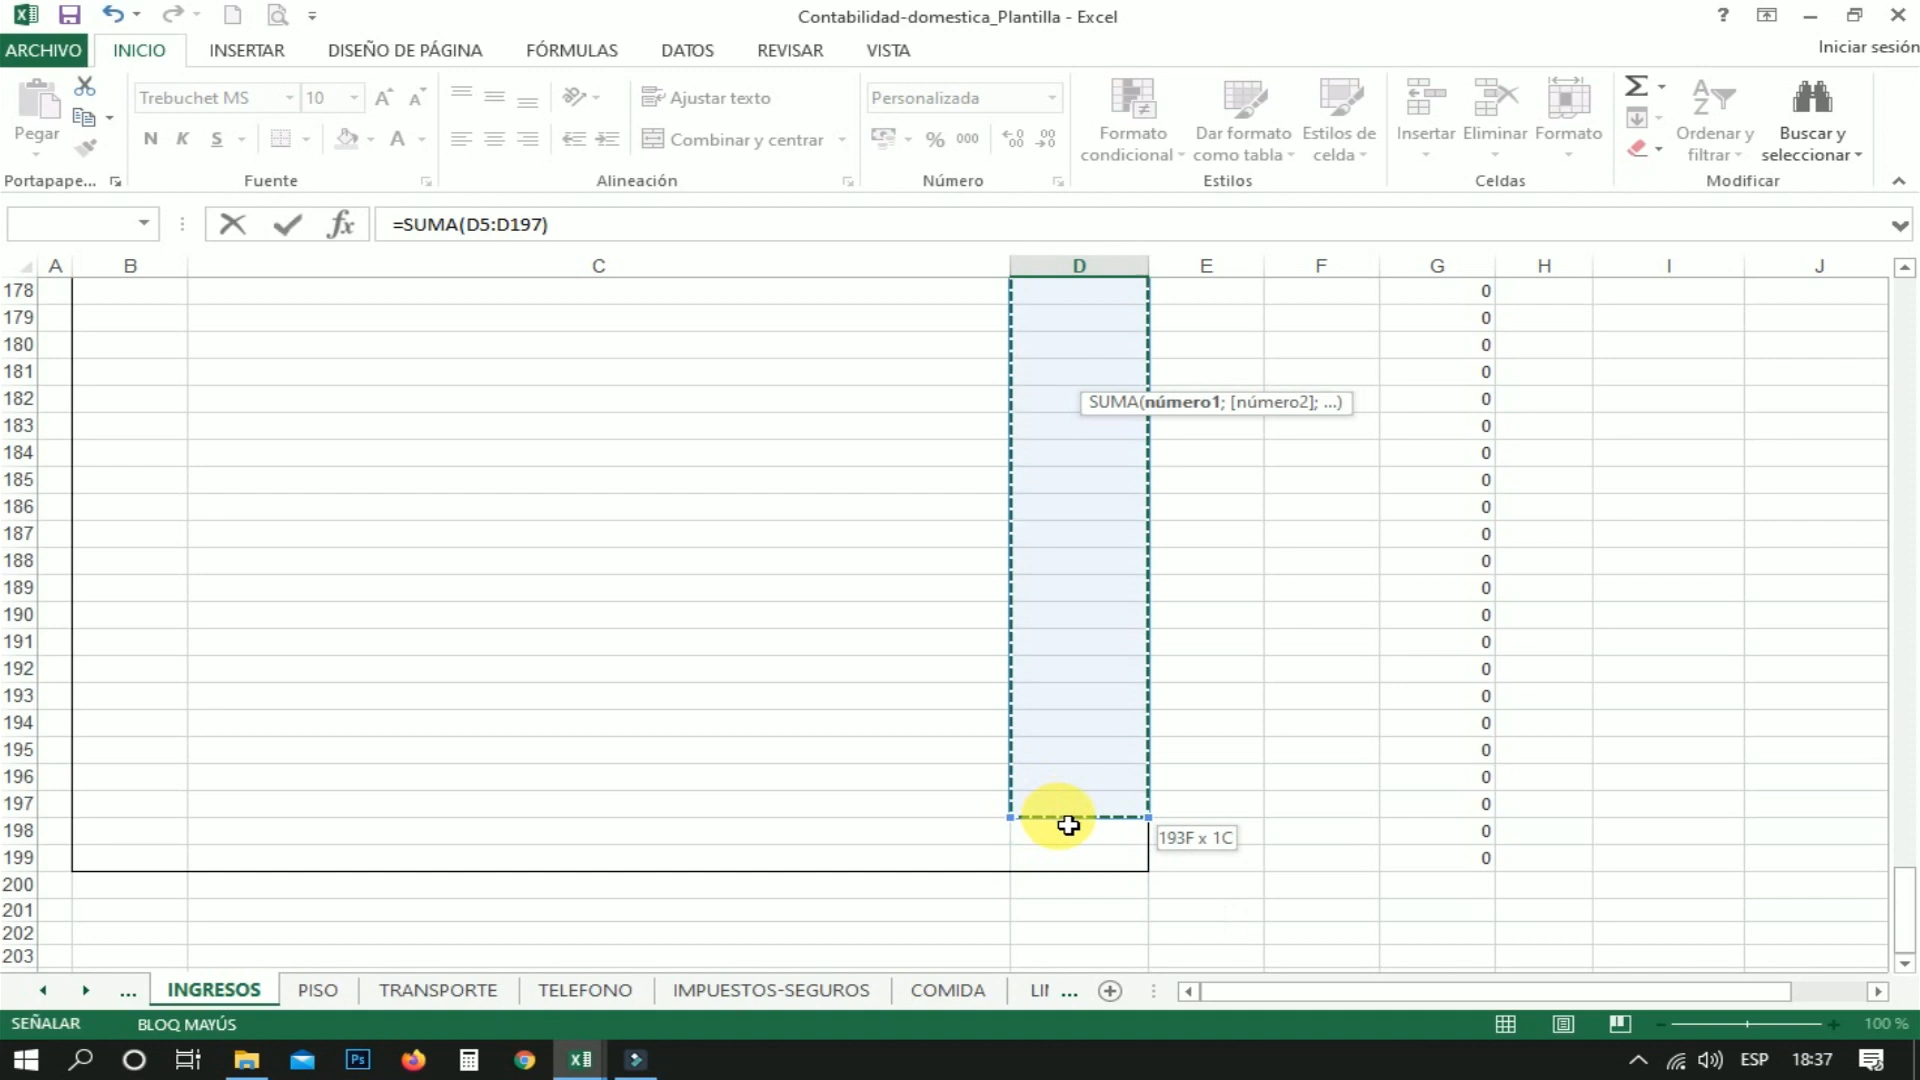 Contabilidad-domestica_Plantilla - Excel
?
ARCHIVO INICIO INSERTAR DISEÑO DE PÁGINA FÓRMULAS DATOS REVISAR VISTA Iniciar sesión
Trebuchet MS 10 Ajustar texto Personalizada
Pegar N K S A Combinar y centrar % 000
Formato condicional
Dar formato como tabla
Estilos de celda
Insertar Eliminar Formato
Ordenar y filtrar
Buscar y seleccionar
Portapape... Fuente Alineación Número Estilos Celdas Modificar
fx =SUMA(D5:D197)
A B C D E F G H I J
178 0
179 0
180 0
181 0
182 SUMA(número1; [número2]; ...) 0
183 0
184 0
185 0
186 0
187 0
188 0
189 0
190 0
191 0
192 0
193 0
194 0
195 0
196 0
197 0
198 193F x 1C 0
199 0
200
201
202
203
... INGRESOS PISO TRANSPORTE TELEFONO IMPUESTOS-SEGUROS COMIDA ...
SEÑALAR BLOQ MAYÚS 100 %
Ps ESP 18:37